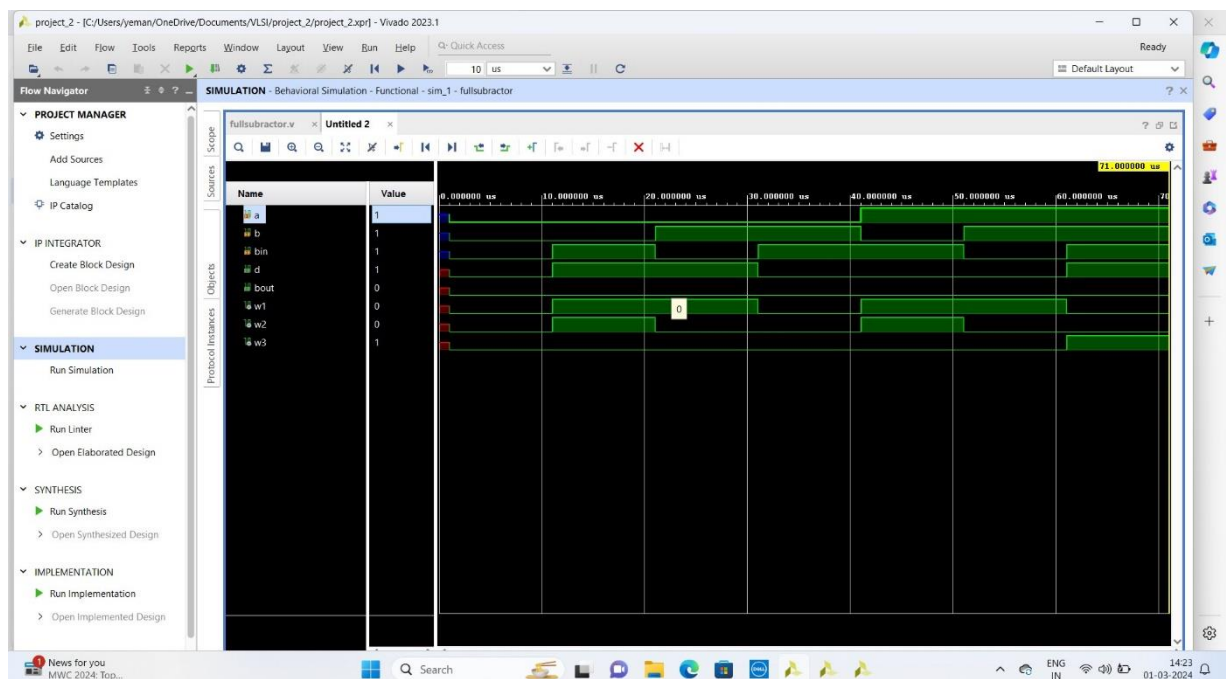 project_2 - [C:/Users/yeman/OneDrive/Documents/VLSI/project_2/project_2.xpr] - Vivado 2023.1
File Edit Flow Tools Reports Window Layout View Run Help Q- Quick Access Ready
10 us Default Layout
Flow Navigator ? SIMULATION - Behavioral Simulation - Functional - sim_1 - fullsubractor ? ×
PROJECT MANAGER
Settings
Add Sources
Language Templates
IP Catalog
IP INTEGRATOR
Create Block Design
Open Block Design
Generate Block Design
SIMULATION
Run Simulation
RTL ANALYSIS
Run Linter
Open Elaborated Design
SYNTHESIS
Run Synthesis
Open Synthesized Design
IMPLEMENTATION
Run Implementation
Open Implemented Design
Scope
Sources
Objects
Protocol Instances
fullsubractor.v × Untitled 2 × ?
71.000000 us
Name Value 0.000000 us 10.000000 us 20.000000 us 30.000000 us 40.000000 us 50.000000 us 60.000000 us 70
a 1
b 1
bin 1
d 1
bout 0
w1 0 0
w2 0
w3 1
1 News for you
MWC 2024: Top...
Search
DELL
ENG
IN
14:23
01-03-2024